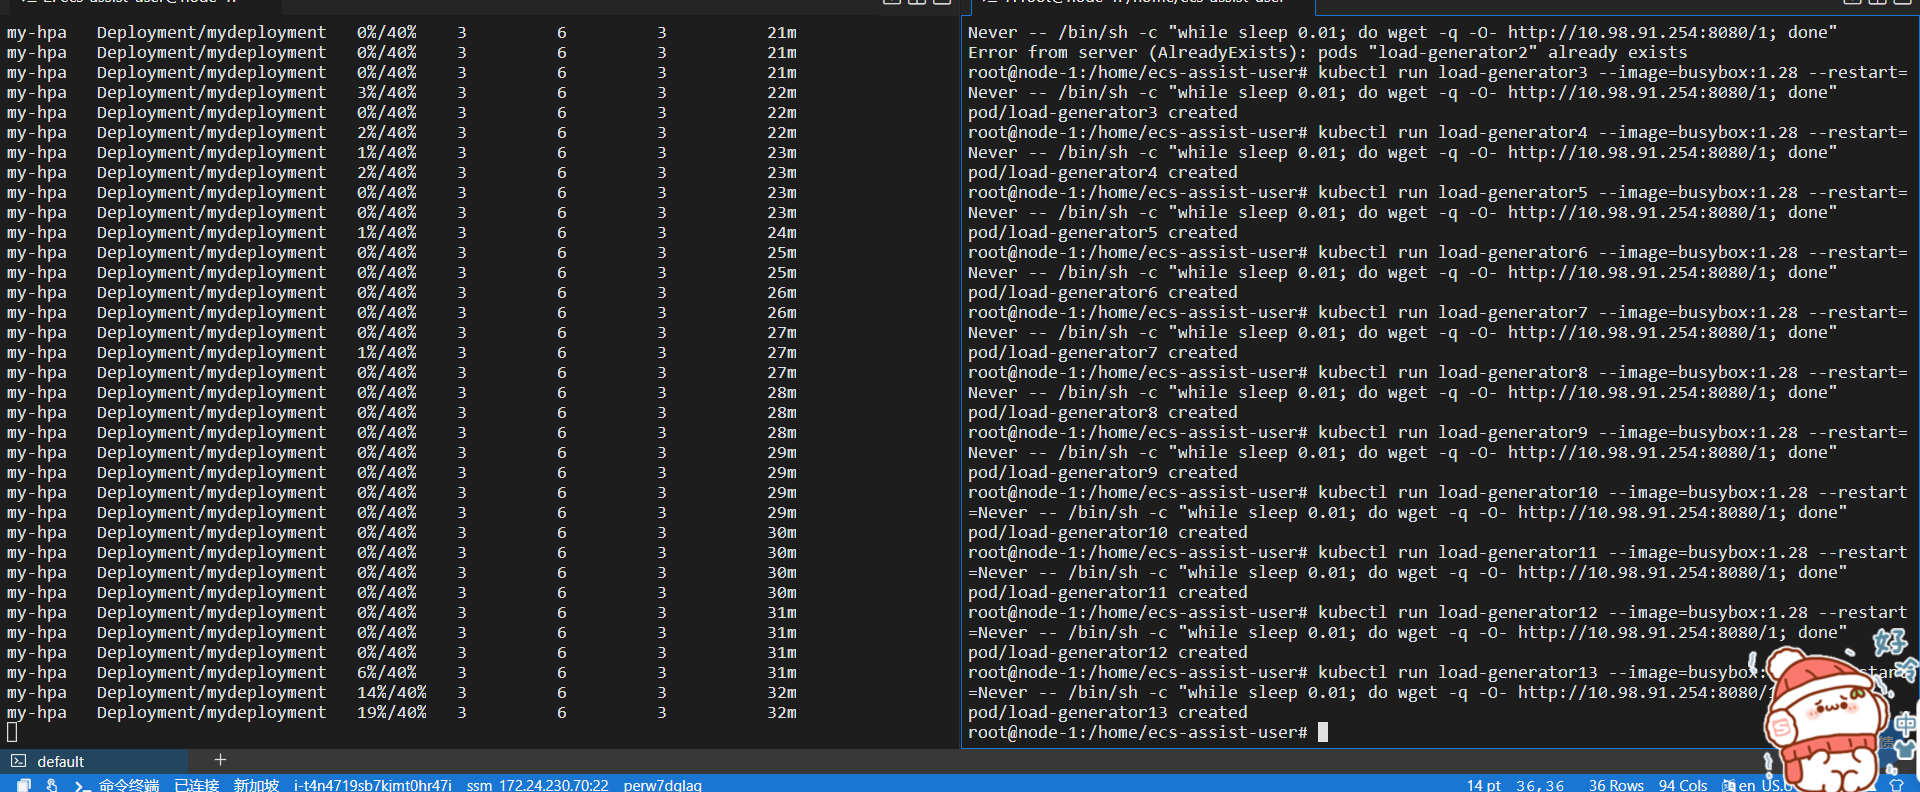 my-hpa Deployment/mydeployment 0%/40% 3 6 3 21m
my-hpa Deployment/mydeployment 0%/40% 3 6 3 21m
my-hpa Deployment/mydeployment 0%/40% 3 6 3 21m
my-hpa Deployment/mydeployment 3%/40% 3 6 3 22m
my-hpa Deployment/mydeployment 0%/40% 3 6 3 22m
my-hpa Deployment/mydeployment 2%/40% 3 6 3 22m
my-hpa Deployment/mydeployment 1%/40% 3 6 3 23m
my-hpa Deployment/mydeployment 2%/40% 3 6 3 23m
my-hpa Deployment/mydeployment 0%/40% 3 6 3 23m
my-hpa Deployment/mydeployment 0%/40% 3 6 3 23m
my-hpa Deployment/mydeployment 1%/40% 3 6 3 24m
my-hpa Deployment/mydeployment 0%/40% 3 6 3 25m
my-hpa Deployment/mydeployment 0%/40% 3 6 3 25m
my-hpa Deployment/mydeployment 0%/40% 3 6 3 26m
my-hpa Deployment/mydeployment 0%/40% 3 6 3 26m
my-hpa Deployment/mydeployment 0%/40% 3 6 3 27m
my-hpa Deployment/mydeployment 1%/40% 3 6 3 27m
my-hpa Deployment/mydeployment 0%/40% 3 6 3 27m
my-hpa Deployment/mydeployment 0%/40% 3 6 3 28m
my-hpa Deployment/mydeployment 0%/40% 3 6 3 28m
my-hpa Deployment/mydeployment 0%/40% 3 6 3 28m
my-hpa Deployment/mydeployment 0%/40% 3 6 3 29m
my-hpa Deployment/mydeployment 0%/40% 3 6 3 29m
my-hpa Deployment/mydeployment 0%/40% 3 6 3 29m
my-hpa Deployment/mydeployment 0%/40% 3 6 3 29m
my-hpa Deployment/mydeployment 0%/40% 3 6 3 30m
my-hpa Deployment/mydeployment 0%/40% 3 6 3 30m
my-hpa Deployment/mydeployment 0%/40% 3 6 3 30m
my-hpa Deployment/mydeployment 0%/40% 3 6 3 30m
my-hpa Deployment/mydeployment 0%/40% 3 6 3 31m
my-hpa Deployment/mydeployment 0%/40% 3 6 3 31m
my-hpa Deployment/mydeployment 0%/40% 3 6 3 31m
my-hpa Deployment/mydeployment 6%/40% 3 6 3 31m
my-hpa Deployment/mydeployment 14%/40% 3 6 3 32m
my-hpa Deployment/mydeployment 19%/40% 3 6 3 32m
Never -- /bin/sh -c "while sleep 0.01; do wget -q -O- http://10.98.91.254:8080/1; done"
Error from server (AlreadyExists): pods "load-generator2" already exists
root@node-1:/home/ecs-assist-user# kubectl run load-generator3 --image=busybox:1.28 --restart=
Never -- /bin/sh -c "while sleep 0.01; do wget -q -O- http://10.98.91.254:8080/1; done"
pod/load-generator3 created
root@node-1:/home/ecs-assist-user# kubectl run load-generator4 --image=busybox:1.28 --restart=
Never -- /bin/sh -c "while sleep 0.01; do wget -q -O- http://10.98.91.254:8080/1; done"
pod/load-generator4 created
root@node-1:/home/ecs-assist-user# kubectl run load-generator5 --image=busybox:1.28 --restart=
Never -- /bin/sh -c "while sleep 0.01; do wget -q -O- http://10.98.91.254:8080/1; done"
pod/load-generator5 created
root@node-1:/home/ecs-assist-user# kubectl run load-generator6 --image=busybox:1.28 --restart=
Never -- /bin/sh -c "while sleep 0.01; do wget -q -O- http://10.98.91.254:8080/1; done"
pod/load-generator6 created
root@node-1:/home/ecs-assist-user# kubectl run load-generator7 --image=busybox:1.28 --restart=
Never -- /bin/sh -c "while sleep 0.01; do wget -q -O- http://10.98.91.254:8080/1; done"
pod/load-generator7 created
root@node-1:/home/ecs-assist-user# kubectl run load-generator8 --image=busybox:1.28 --restart=
Never -- /bin/sh -c "while sleep 0.01; do wget -q -O- http://10.98.91.254:8080/1; done"
pod/load-generator8 created
root@node-1:/home/ecs-assist-user# kubectl run load-generator9 --image=busybox:1.28 --restart=
Never -- /bin/sh -c "while sleep 0.01; do wget -q -O- http://10.98.91.254:8080/1; done"
pod/load-generator9 created
root@node-1:/home/ecs-assist-user# kubectl run load-generator10 --image=busybox:1.28 --restart
=Never -- /bin/sh -c "while sleep 0.01; do wget -q -O- http://10.98.91.254:8080/1; done"
pod/load-generator10 created
root@node-1:/home/ecs-assist-user# kubectl run load-generator11 --image=busybox:1.28 --restart
=Never -- /bin/sh -c "while sleep 0.01; do wget -q -O- http://10.98.91.254:8080/1; done"
pod/load-generator11 created
root@node-1:/home/ecs-assist-user# kubectl run load-generator12 --image=busybox:1.28 --restart
=Never -- /bin/sh -c "while sleep 0.01; do wget -q -O- http://10.98.91.254:8080/1; done"
pod/load-generator12 created
root@node-1:/home/ecs-assist-user# kubectl run load-generator13 --image=busybox:
=Never -- /bin/sh -c "while sleep 0.01; do wget -q -O- http://10.98.91.254:8080/
pod/load-generator13 created
root@node-1:/home/ecs-assist-user#
好冷
中
default +
命令终端 已连接 新加坡 i-t4n4719sb7kjmt0hr47i ssm 172.24.230.70:22 perw7dqlaq
14 pt 36,36 36 Rows 94 Cols en US.